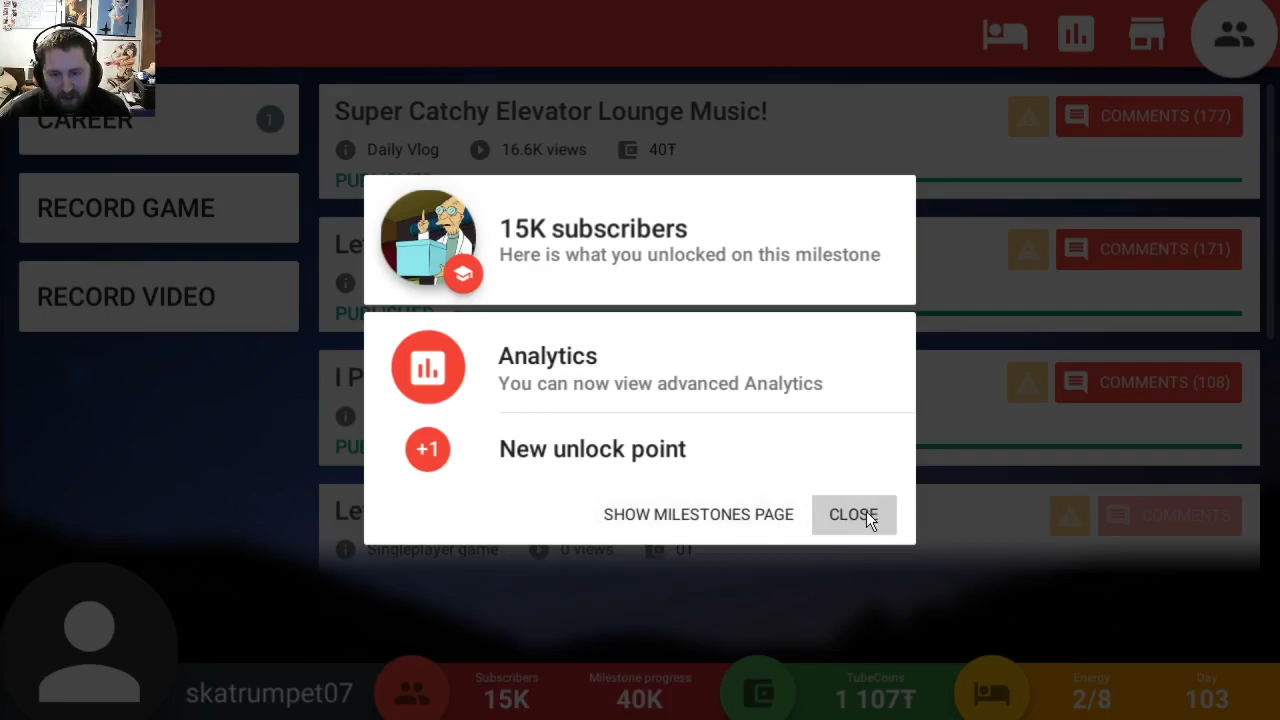 CAREER
1
RECORD GAME
RECORD VIDEO
Super Catchy Elevator Lounge Music!
COMMENTS (177)
Daily Vlog
16.6K views
40₮
COMMENTS (171)
COMMENTS (108)
COMMENTS
Singleplayer game
0 views
0₮
15K subscribers
Here is what you unlocked on this milestone
Analytics
You can now view advanced Analytics
+1
New unlock point
SHOW MILESTONES PAGE
CLOSE
skatrumpet07
Subscribers
15K
Milestone progress
40K
TubeCoins
1 107₮
Energy
2/8
Day
103